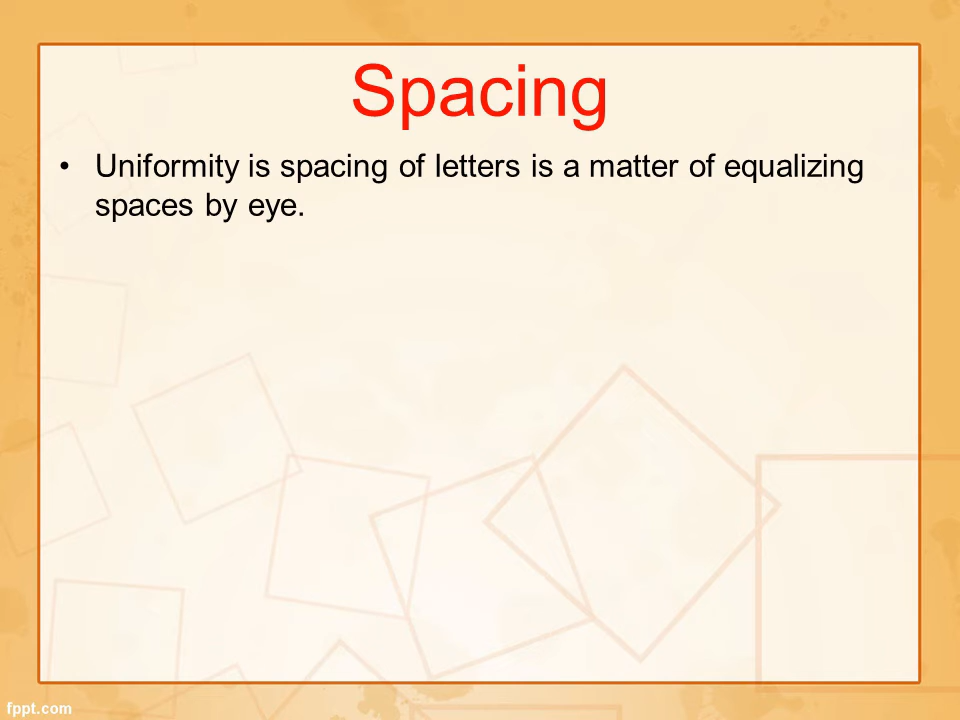 Spacing
• Uniformity is spacing of letters is a matter of equalizing
spaces by eye.
fppt.com